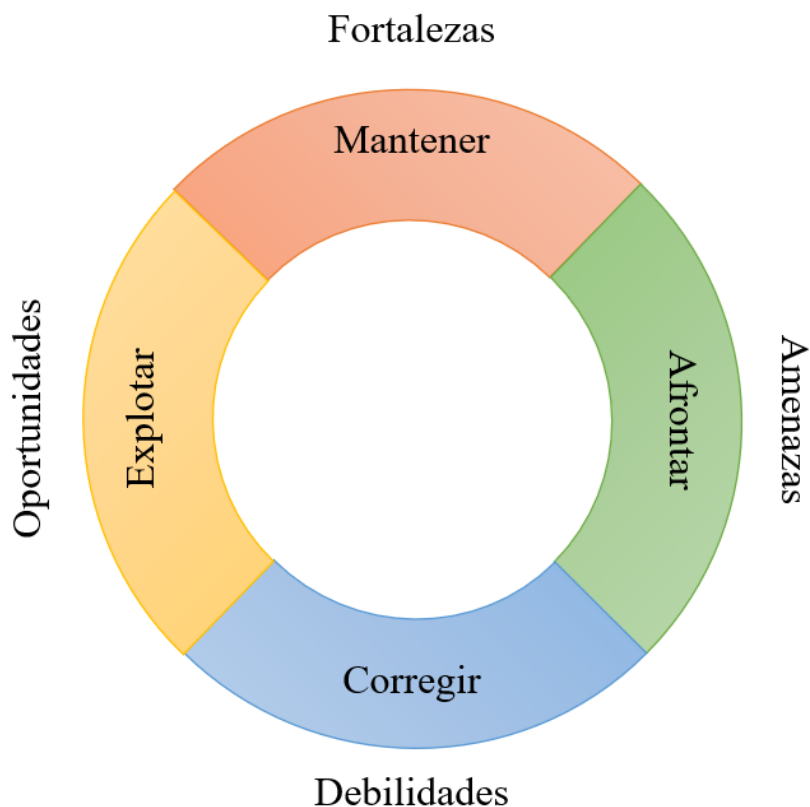 Fortalezas
Mantener
Oportunidades
Explotar
Afrontar
Amenazas
Corregir
Debilidades